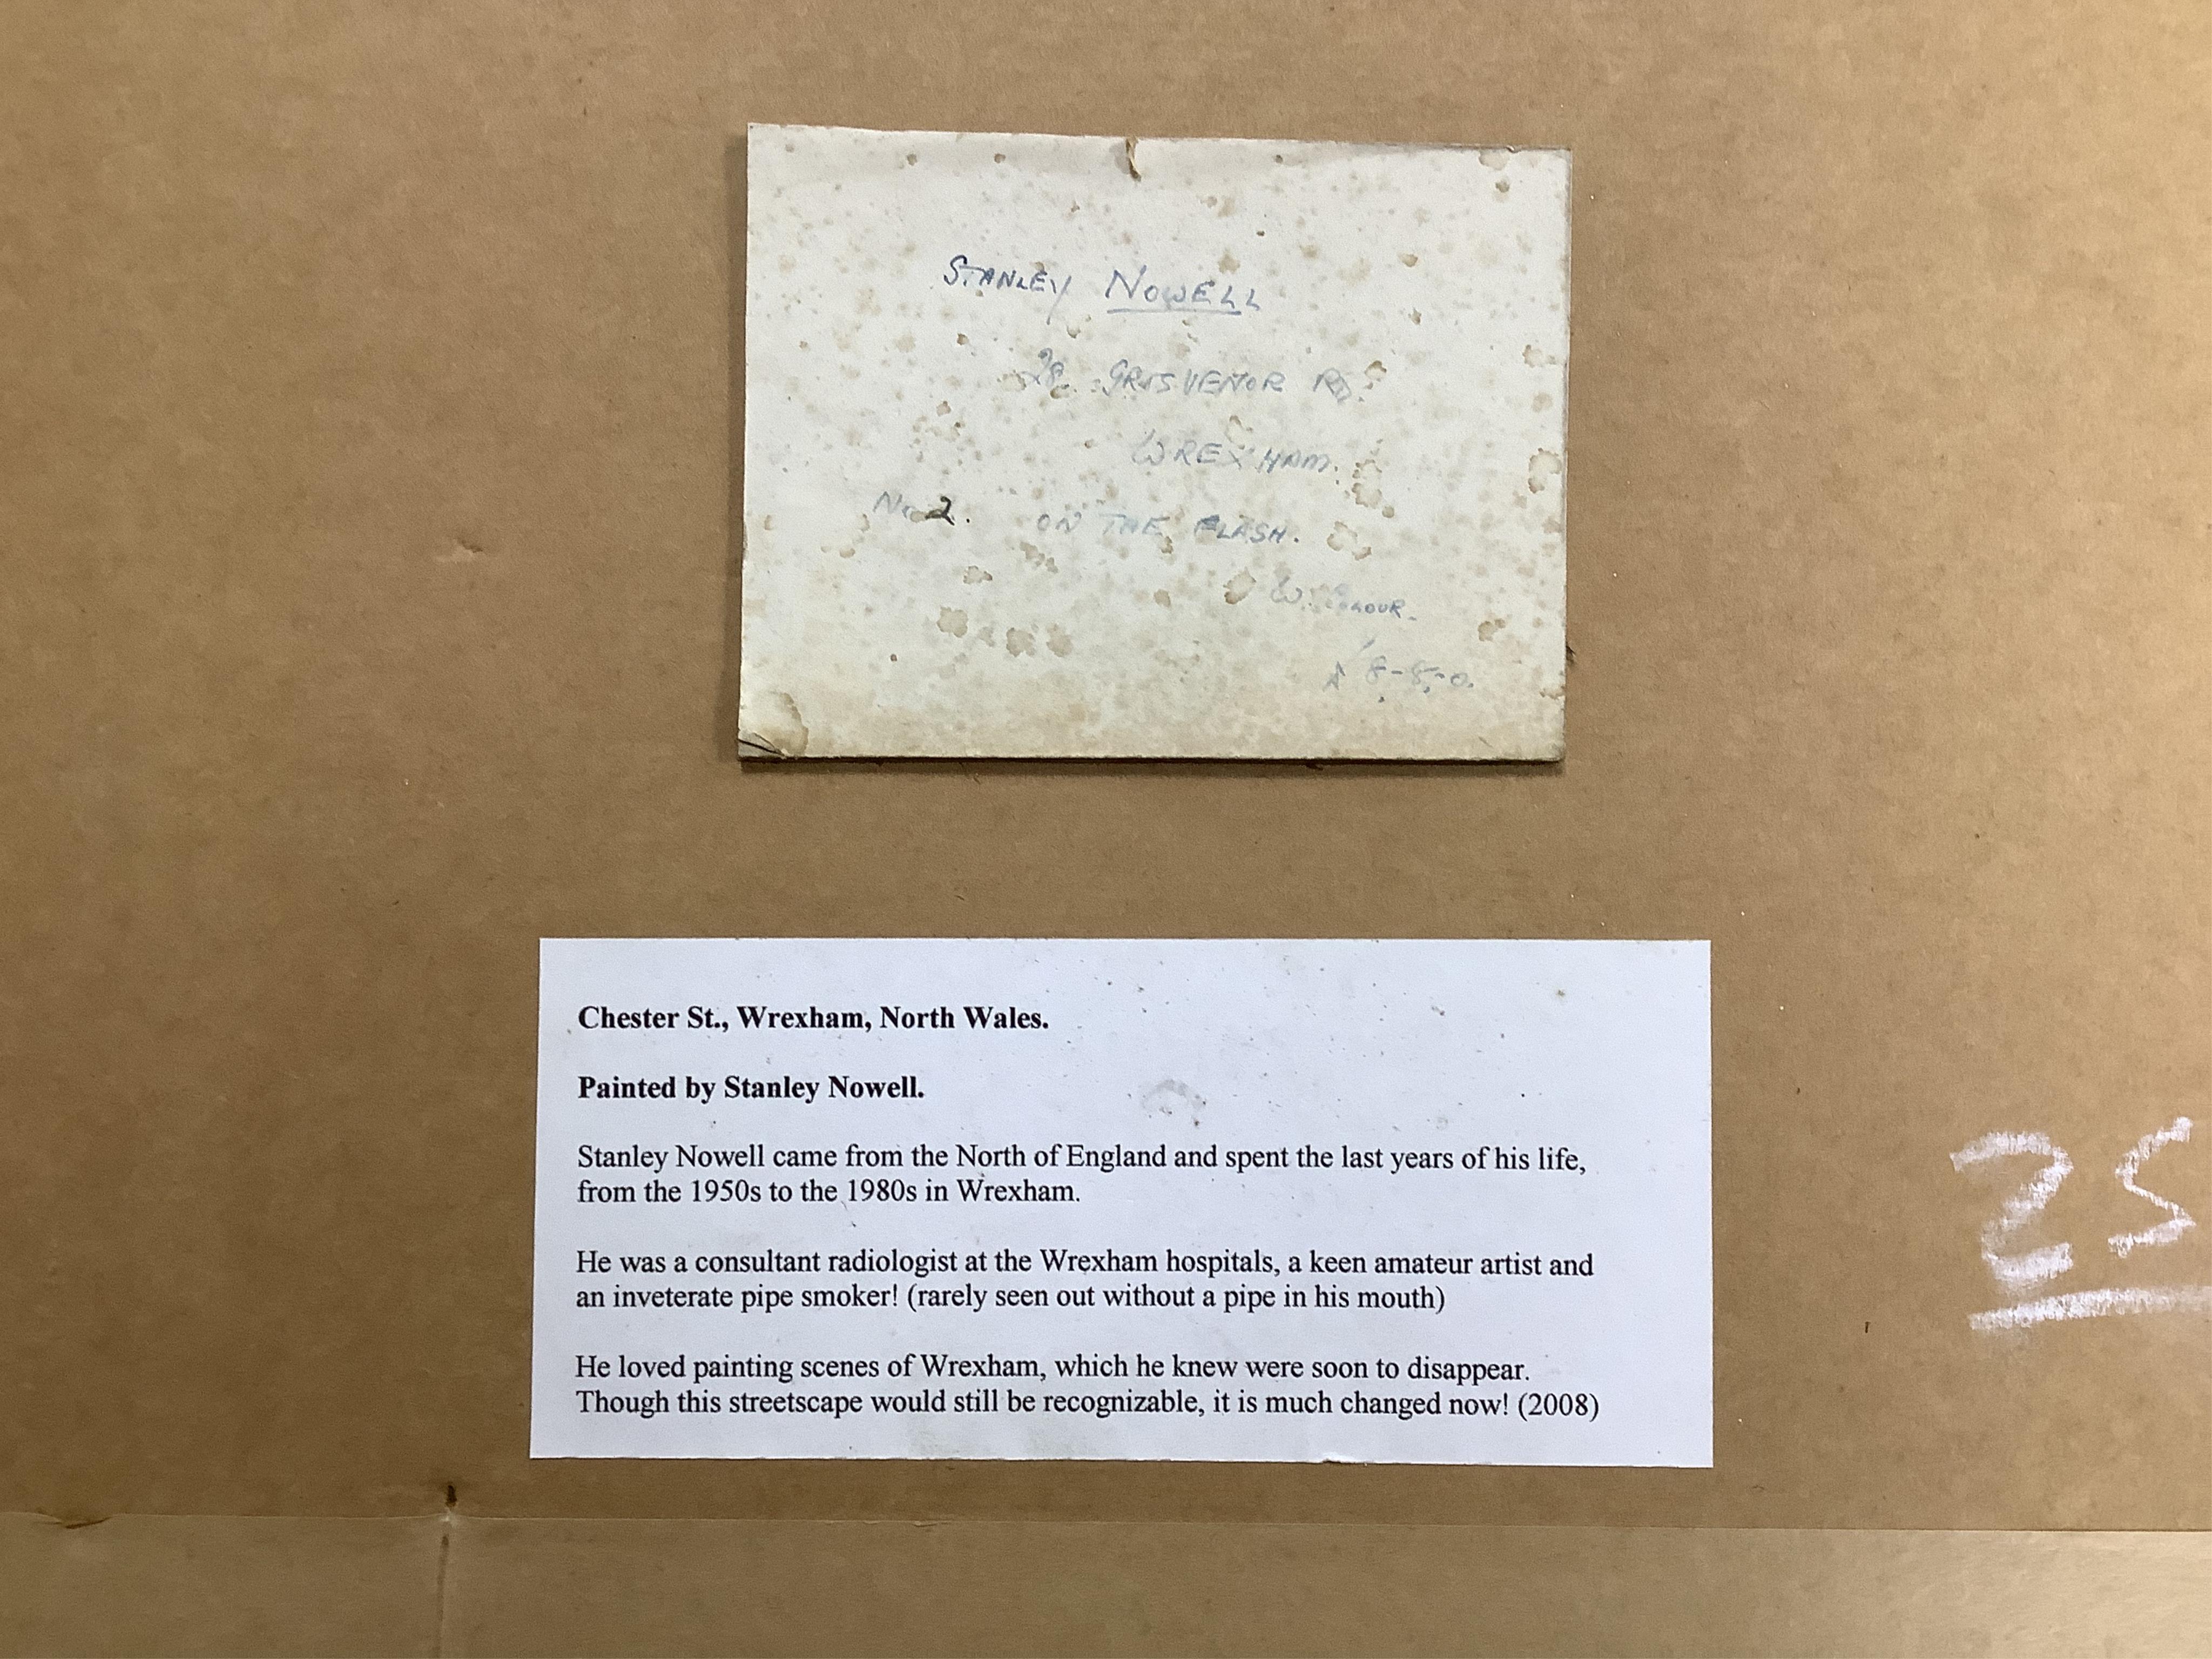 STANLEY NOWELL
28. GROSVENOR RD.
WREXHAM.
No 2. ON THE FLASH.
£ 8-8-0.
Chester St., Wrexham, North Wales.
Painted by Stanley Nowell.
Stanley Nowell came from the North of England and spent the last years of his life,
from the 1950s to the 1980s in Wrexham.
He was a consultant radiologist at the Wrexham hospitals, a keen amateur artist and
an inveterate pipe smoker! (rarely seen out without a pipe in his mouth)
He loved painting scenes of Wrexham, which he knew were soon to disappear.
Though this streetscape would still be recognizable, it is much changed now! (2008)
25